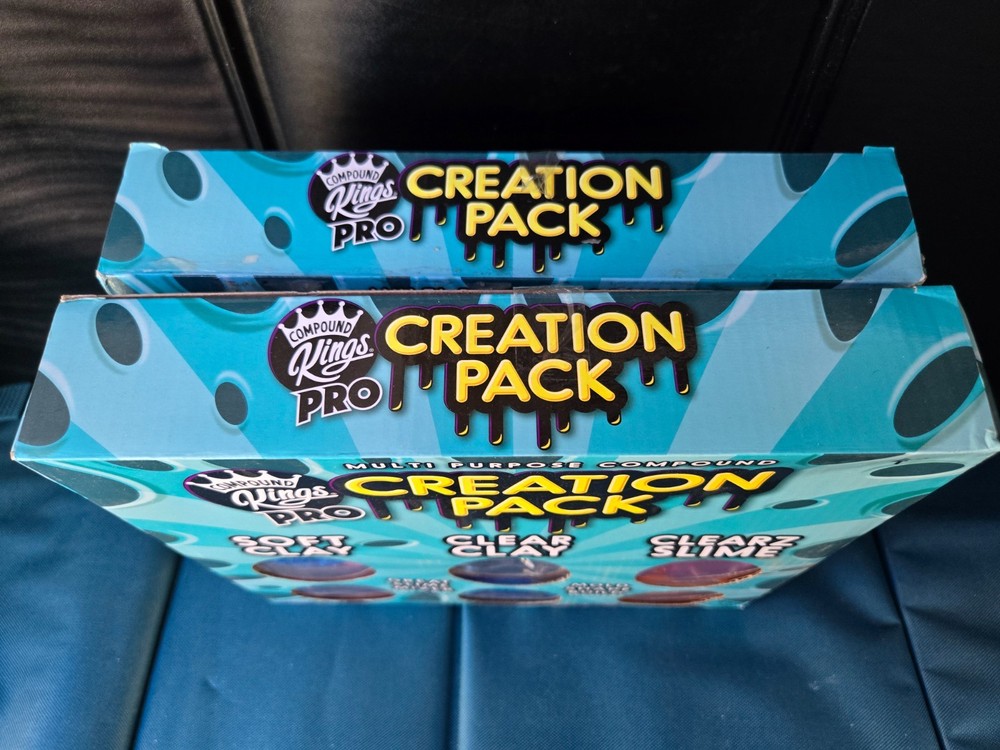 COMPOUND
Kings
PRO
CREATION
PACK
COMPOUND
Kings®
PRO
CREATION
PACK
MULTI PURPOSE COMPOUND
COMPOUND
Kings
PRO
CREATION
PACK
SOFT
CLAY
CLEAR
CLAY
CLEARZ
SLIME